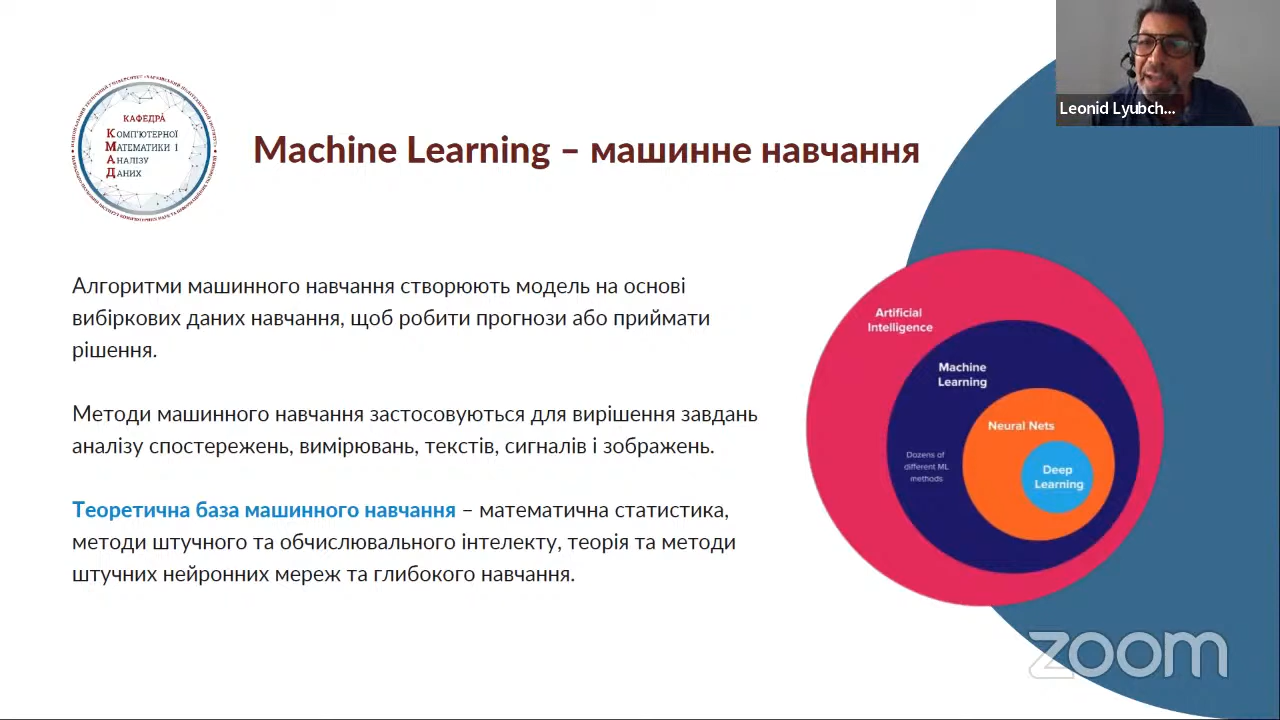 Leonid Lyubch...
КАФЕДРА
КОМП'ЮТЕРНОЇ
МАТЕМАТИКИ І
АНАЛІЗУ
ДАНИХ
Machine Learning – машинне навчання
Алгоритми машинного навчання створюють модель на основі
вибіркових даних навчання, щоб робити прогнози або приймати
рішення.
Методи машинного навчання застосовуються для вирішення завдань
аналізу спостережень, вимірювань, текстів, сигналів і зображень.
Теоретична база машинного навчання – математична статистика,
методи штучного та обчислювального інтелекту, теорія та методи
штучних нейронних мереж та глибокого навчання.
Artificial
Intelligence
Machine
Learning
Neural Nets
Dozens of
different ML
methods
Deep
Learning
zoom